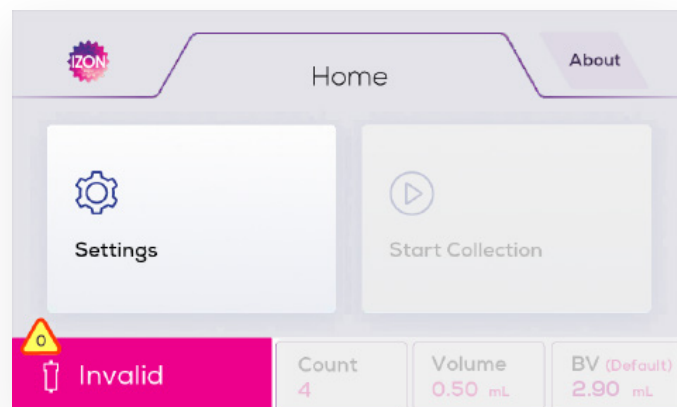 IZON
Home
About
Settings
Start Collection
0
Invalid
Count
4
Volume
0.50 mL
BV (Default)
2.90 mL